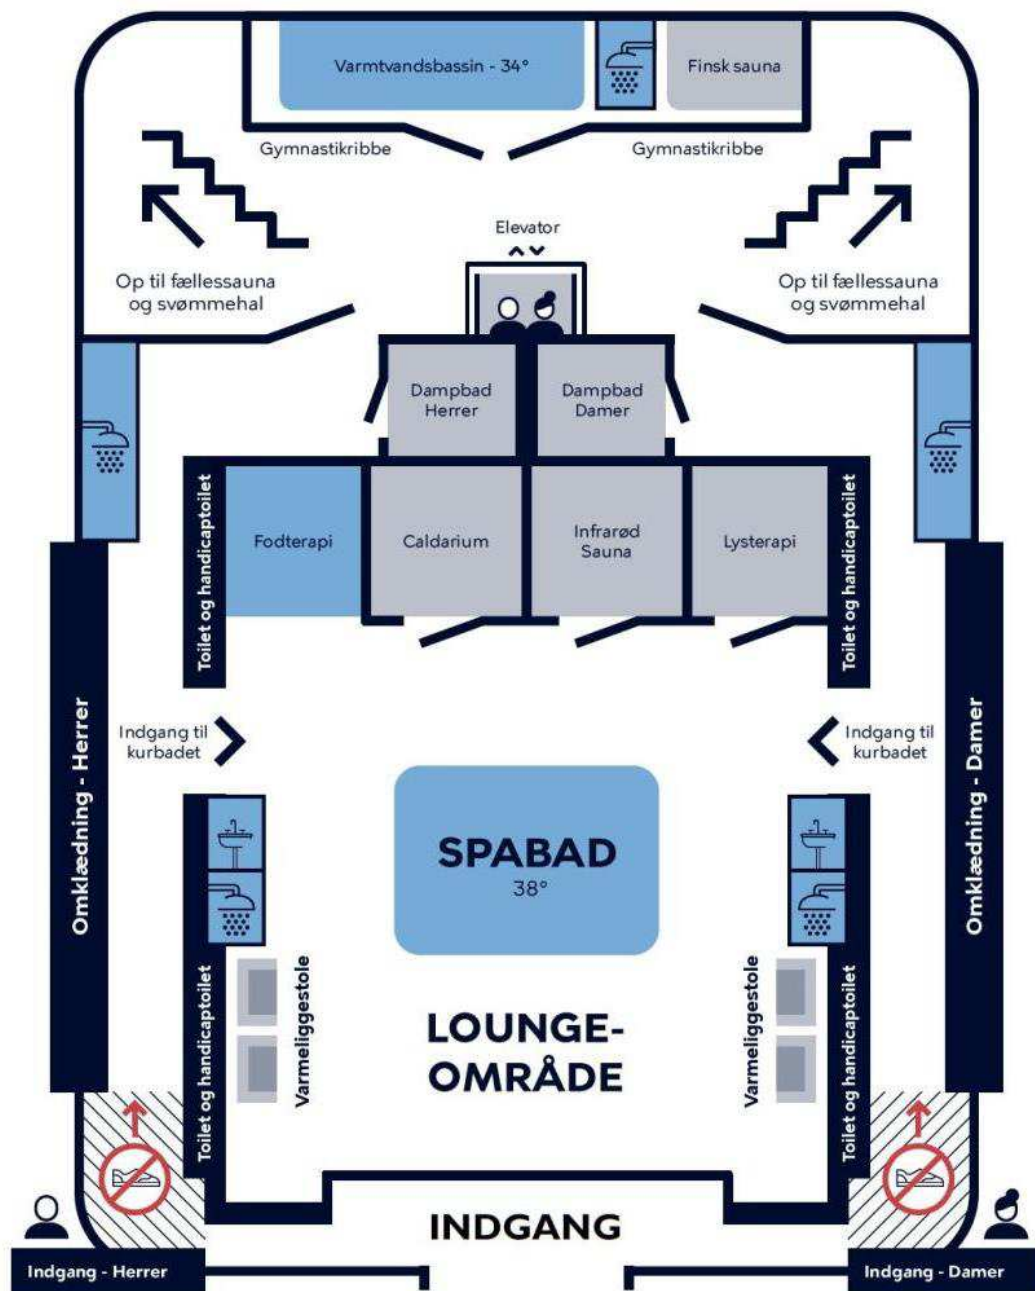 Varmtvandsbassin - 34°
Finsk sauna
Gymnastikribbe
Gymnastikribbe
Elevator
Op til fællessauna
og svømmehal
Op til fællessauna
og svømmehal
Dampbad
Herrer
Dampbad
Damer
Toilet og handicaptoilet
Fodterapi
Caldarium
Infrarød
Sauna
Lysterapi
Toilet og handicaptoilet
Omklædning - Herrer
Indgang til
kurbadet
Indgang til
kurbadet
Omklædning - Damer
SPABAD
38°
Toilet og handicaptoilet
Varmeliggestole
LOUNGE-
OMRÅDE
Varmeliggestole
Toilet og handicaptoilet
INDGANG
Indgang - Herrer
Indgang - Damer